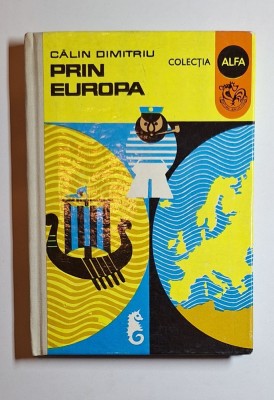 CĂLIN DIMITRIU
PRIN
EUROPA
COLECȚIA
ALFA